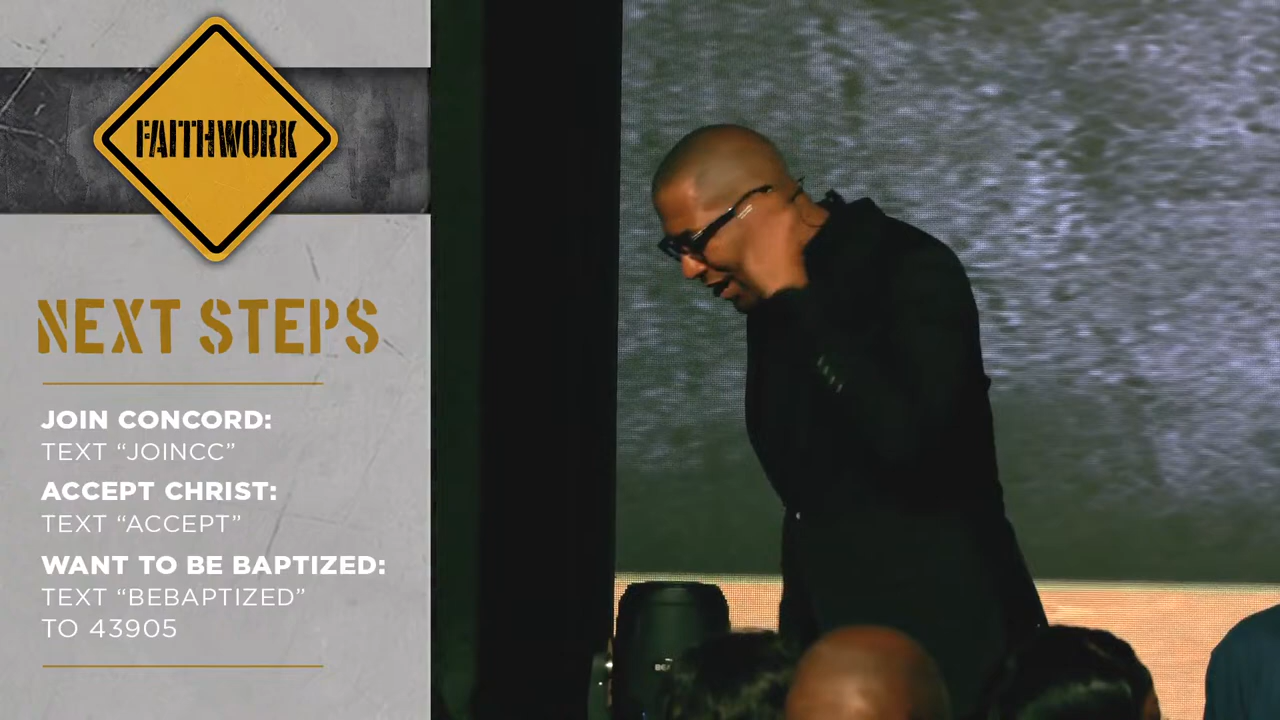 FAITHWORK
NEXT STEPS
JOIN CONCORD:
TEXT “JOINCC”
ACCEPT CHRIST:
TEXT “ACCEPT”
WANT TO BE BAPTIZED:
TEXT “BEBAPTIZED”
TO 43905